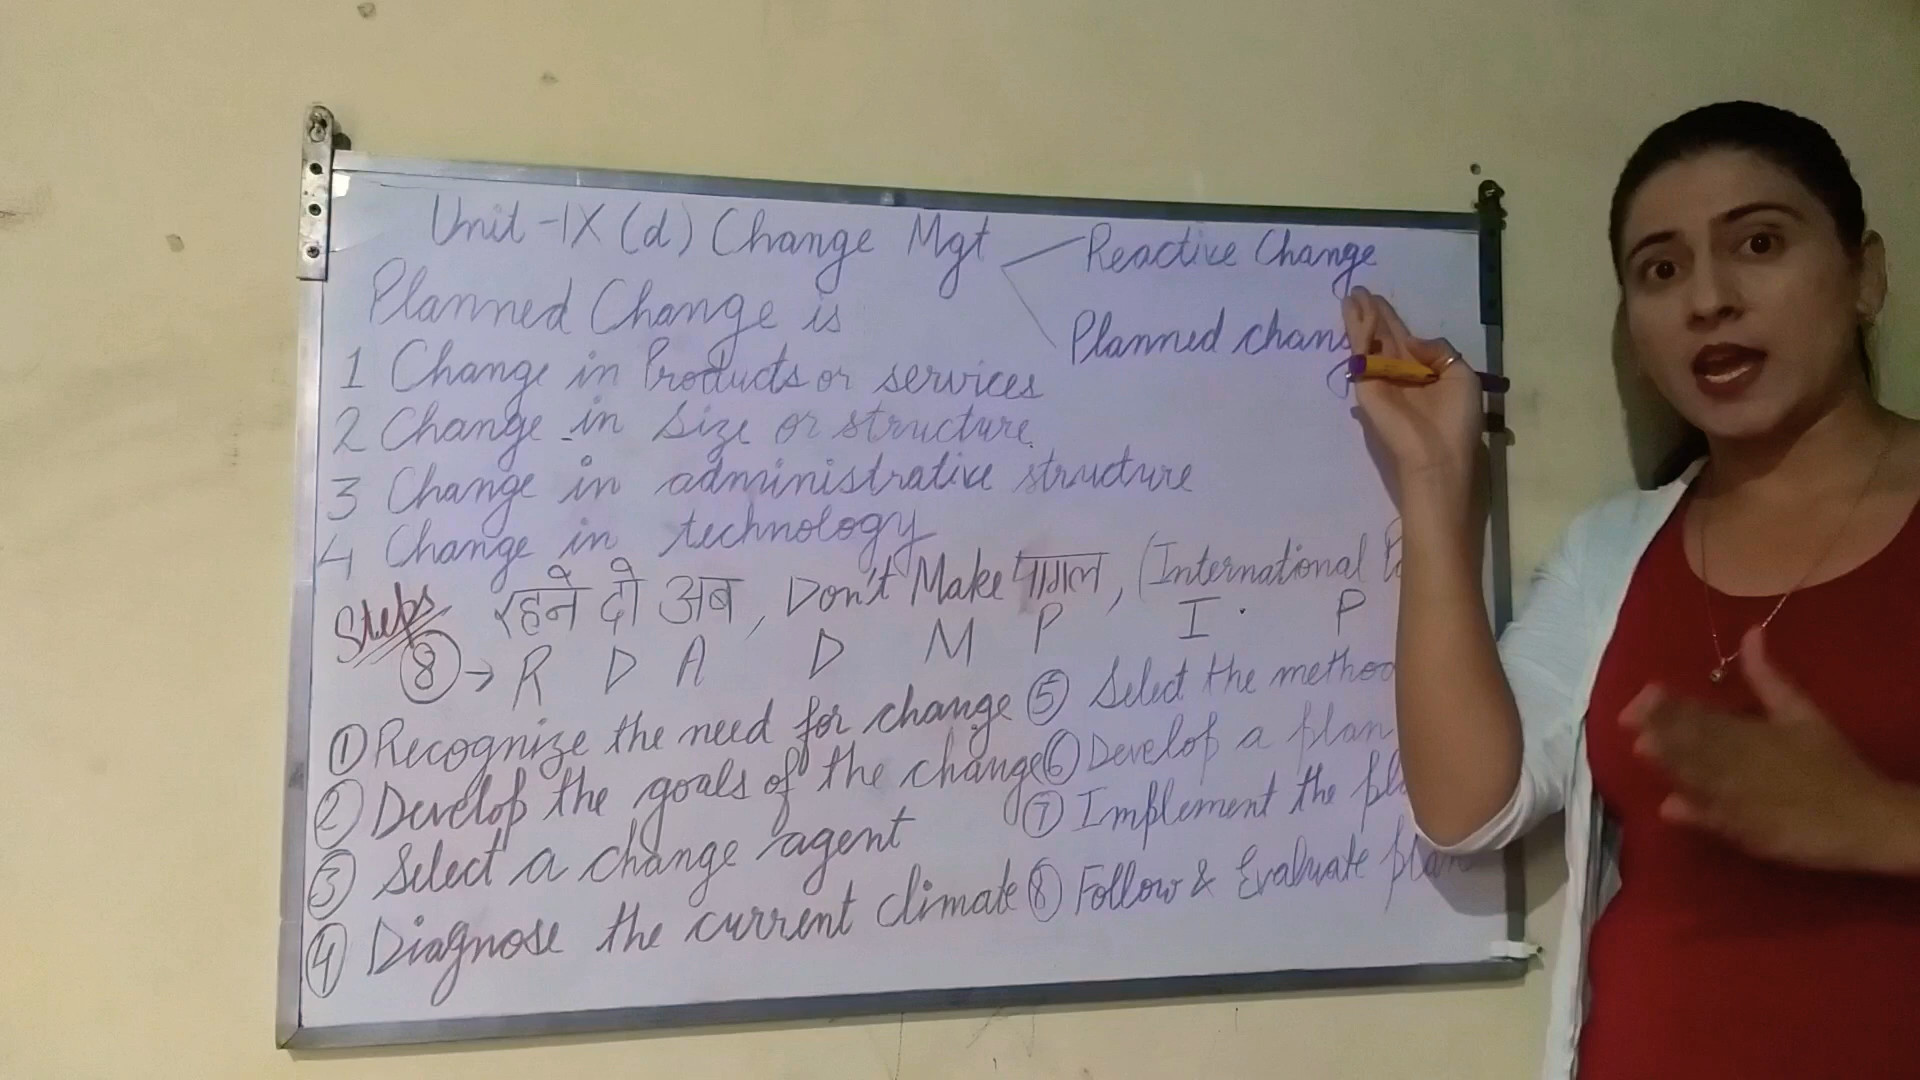 Unit-IX (d) Change Mgt
Reactive Change
Planned
Planned Change is
1 Change in Products or services
2 Change in size or structure
3 Change in administrative structure
4 Change in technology
Steps रहने दो अब, Don't Make पागल, (International
8 → R D A D M P I P
① Recognize the need for change
② Develop the goals of the change
③ Select a change agent
④ Diagnose the current climate
⑤ Select the
⑥ Develop a plan
⑦ Implement the
⑧ Follow & Evaluate plan